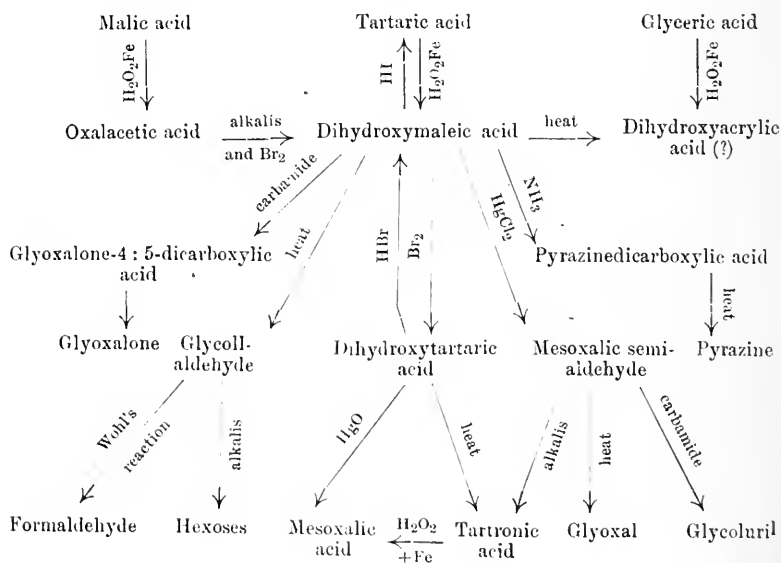 Malic acid
Tartaric acid
Glyceric acid
H₂O₂Fe
HI
H₂O₂Fe
H₂O₂Fe
Oxalacetic acid
alkalis
and Br₂
Dihydroxymaleic acid
heat
Dihydroxyacrylic
acid (?)
carbamide
heat
HBr
Br₂
HgCl₂
NH₃
Glyoxalone-4 : 5-dicarboxylic
acid
Pyrazinedicarboxylic acid
heat
Glyoxalone
Glycoll-
aldehyde
Dihydroxytartaric
acid
Mesoxalic semi-
aldehyde
Pyrazine
Wohl's
reaction
alkalis
HgO
heat
alkalis
heat
carbamide
Formaldehyde
Hexoses
Mesoxalic
acid
H₂O₂
+Fe
Tartronic
acid
Glyoxal
Glycoluril